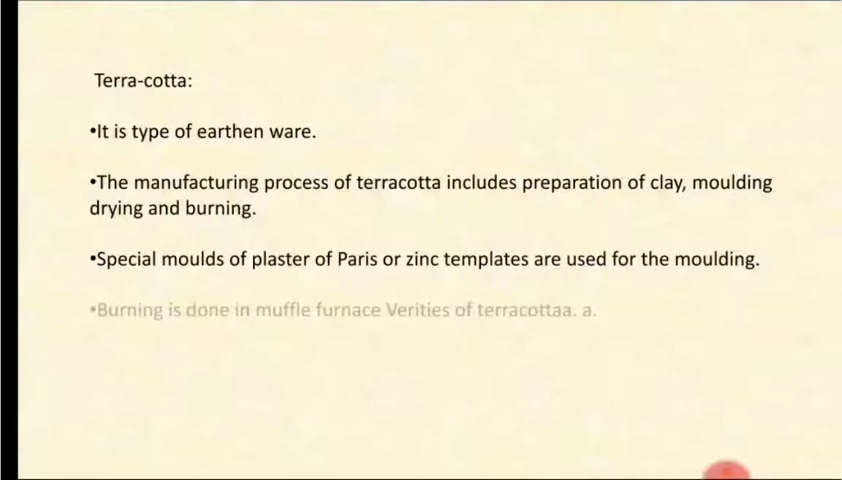 Terra-cotta:
•It is type of earthen ware.
•The manufacturing process of terracotta includes preparation of clay, moulding
drying and burning.
•Special moulds of plaster of Paris or zinc templates are used for the moulding.
•Burning is done in muffle furnace Verities of terracottaa. a.